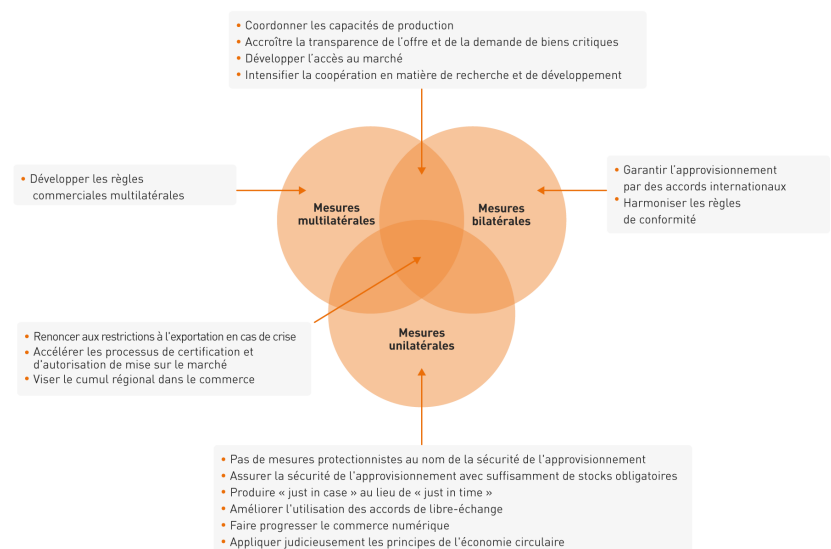 • Coordonner les capacités de production
• Accroître la transparence de l'offre et de la demande de biens critiques
• Développer l'accès au marché
• Intensifier la coopération en matière de recherche et de développement
• Développer les règles
commerciales multilatérales
Mesures
multilatérales
Mesures
bilatérales
• Garantir l'approvisionnement
par des accords internationaux
• Harmoniser les règles
de conformité
• Renoncer aux restrictions à l'exportation en cas de crise
• Accélérer les processus de certification et
d'autorisation de mise sur le marché
• Viser le cumul régional dans le commerce
Mesures
unilatérales
• Pas de mesures protectionnistes au nom de la sécurité de l'approvisionnement
• Assurer la sécurité de l'approvisionnement avec suffisamment de stocks obligatoires
• Produire « just in case » au lieu de « just in time »
• Améliorer l'utilisation des accords de libre-échange
• Faire progresser le commerce numérique
• Appliquer judicieusement les principes de l'économie circulaire